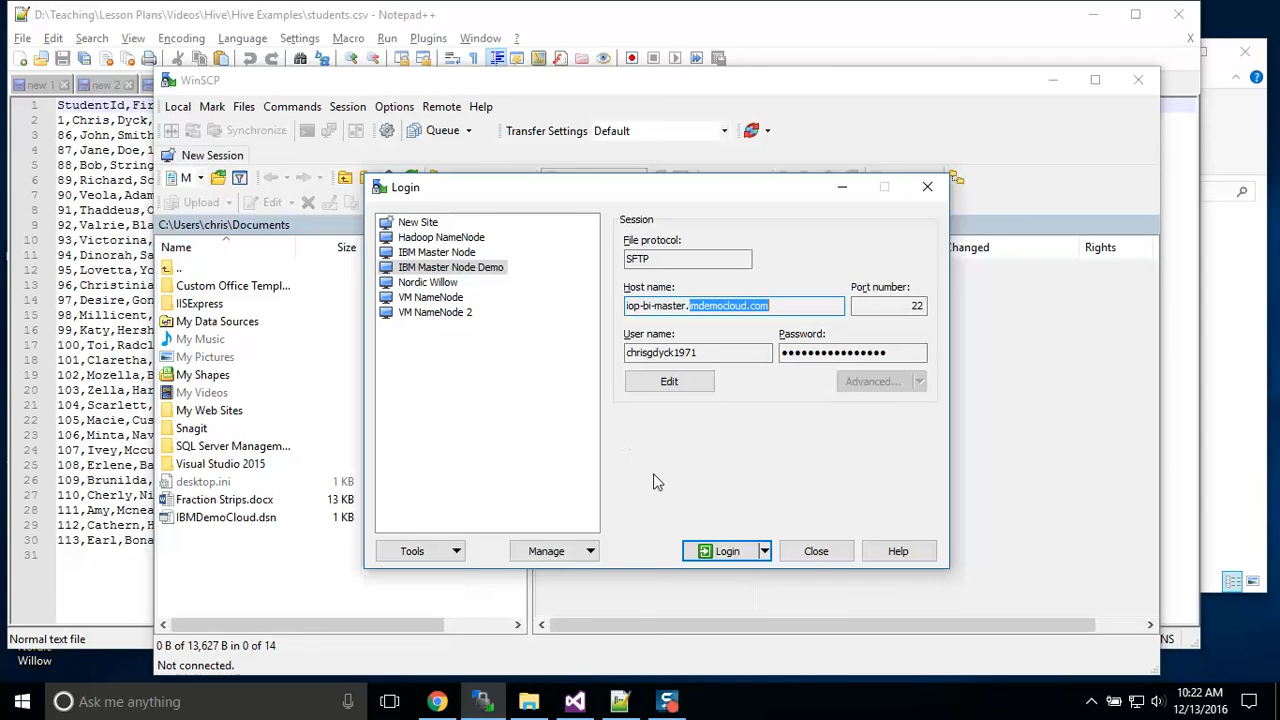 D:\Teaching\Lesson Plans\Videos\Hive\Hive Examples\students.csv - Notepad++
File Edit Search View Encoding Language Settings Macro Run Plugins Window ? X
new 1 new 2
WinSCP
Local Mark Files Commands Session Options Remote Help
Synchronize Queue Transfer Settings Default
New Session
M
Upload Edit
C:\Users\chris\Documents
Name Size Changed Rights
..
Custom Office Templ...
IISExpress
My Data Sources
My Music
My Pictures
My Shapes
My Videos
My Web Sites
Snagit
SQL Server Managem...
Visual Studio 2015
desktop.ini 1 KB
Fraction Strips.docx 13 KB
IBMDemoCloud.dsn 1 KB
0 B of 13,627 B in 0 of 14
Not connected.
Login
New Site
Hadoop NameNode
IBM Master Node
IBM Master Node Demo
Nordic Willow
VM NameNode
VM NameNode 2
Session
File protocol:
SFTP
Host name: Port number:
iop-bi-master.mdemocloud.com 22
User name: Password:
chrisgdyck1971 ••••••••••••••••
Edit Advanced...
Tools Manage Login Close Help
1 StudentId,Fir
2 1,Chris,Dyck,
3 86,John,Smith
4 87,Jane,Doe,1
5 88,Bob,String
6 89,Richard,Sc
7 90,Veola,Adam
8 91,Thaddeus,O
9 92,Valrie,Bla
10 93,Victorina,
11 94,Dinorah,Sa
12 95,Lovetta,Yo
13 96,Christinia
14 97,Desire,Gon
15 98,Monte,Stan
16 99,Katy,Hersh
17 100,Toi,Radcl
18 101,Claretha,
19 102,Mozella,B
20 103,Zella,Har
21 104,Scarlett,
22 105,Macie,Cus
23 106,Minta,Nav
24 107,Ivey,Mccu
25 108,Erlene,Ba
26 109,Brunilda,
27 110,Cherly,Ni
28 111,Amy,Mcnea
29 112,Cathern,H
30 113,Earl,Bona
31
Normal text file NS
Willow
Ask me anything
10:22 AM
12/13/2016